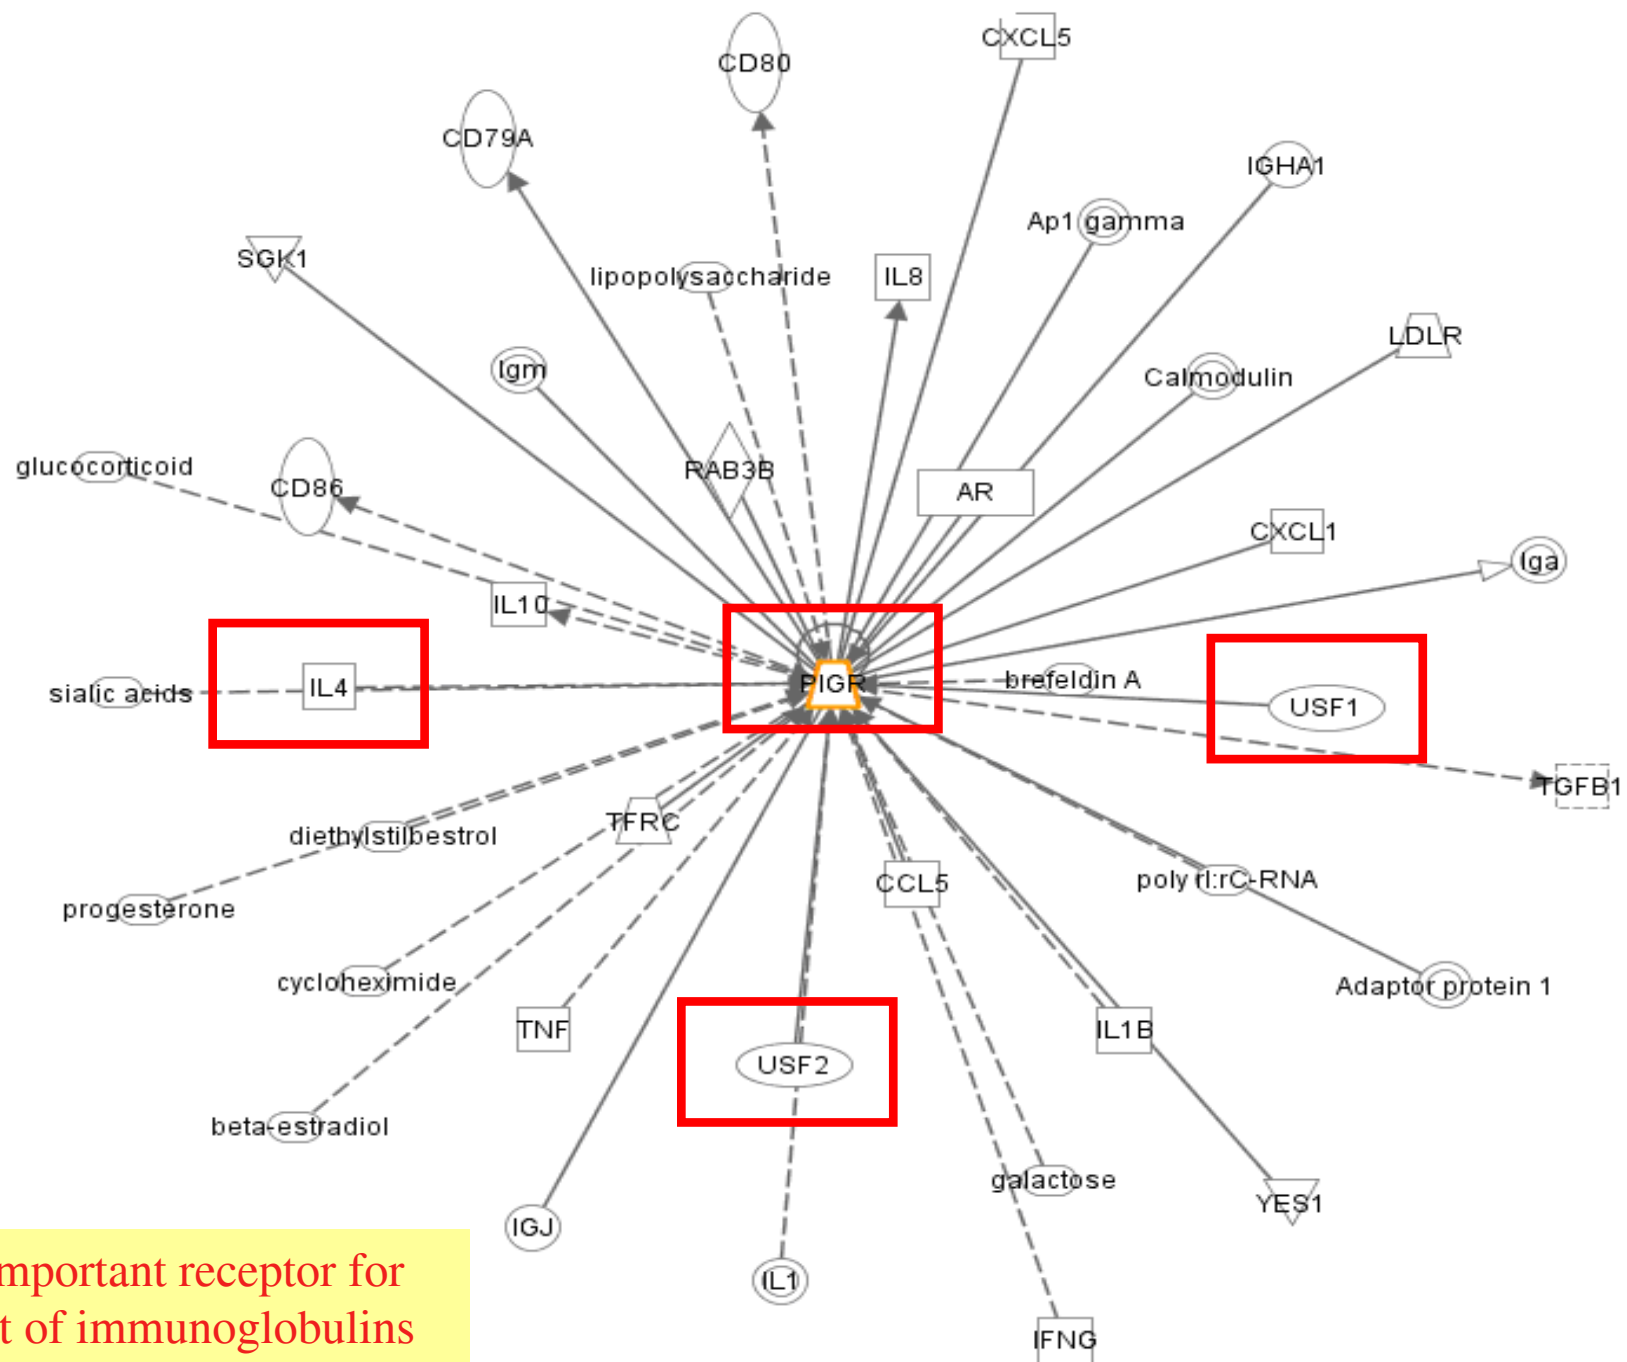 CXCL5
CD80
CD79A
IGHA1
Ap1 gamma
SGK1
lipopolysaccharide
IL8
LDLR
Igm
Calmodulin
glucocorticoid
RAB3B
CD86
AR
CXCL1
Iga
IL10
PIGR
brefeldin A
sialic acids
IL4
USF1
TGFB1
TFRC
diethylstilbestrol
CCL5
poly rI:rC-RNA
progesterone
cycloheximide
Adaptor protein 1
TNF
IL1B
USF2
beta-estradiol
galactose
YES1
IGJ
IL1
IFNG
mportant receptor for
t of immunoglobulins